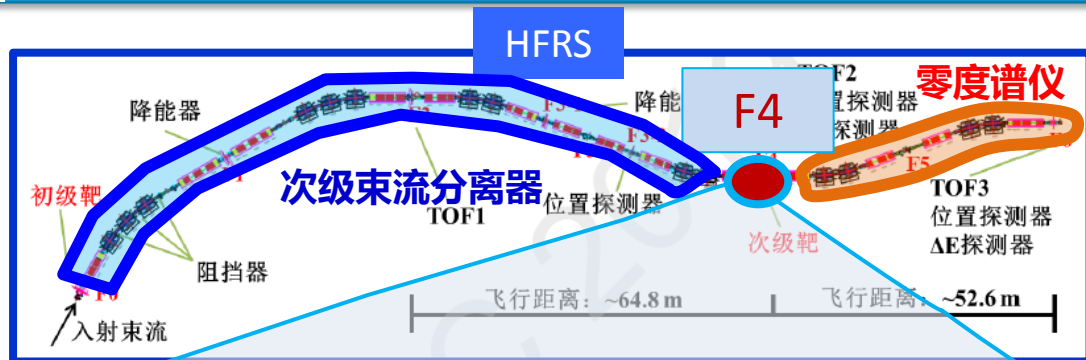 HFRS
TOF2
零度谱仪
降能器
降能
置探测器
F4
探测器
初级靶
次级束流分离器
F5
TOF1
位置探测器
TOF3
位置探测器
ΔE探测器
次级靶
阻挡器
飞行距离：~64.8 m
飞行距离：~52.6 m
入射束流